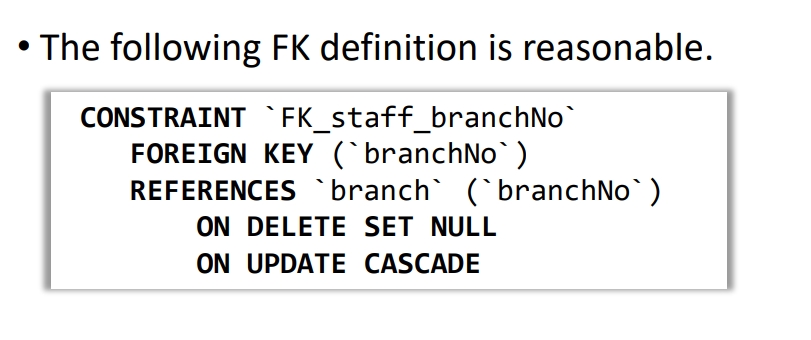 • The following FK definition is reasonable.
CONSTRAINT `FK_staff_branchNo`
FOREIGN KEY (`branchNo`)
REFERENCES `branch` (`branchNo`)
ON DELETE SET NULL
ON UPDATE CASCADE